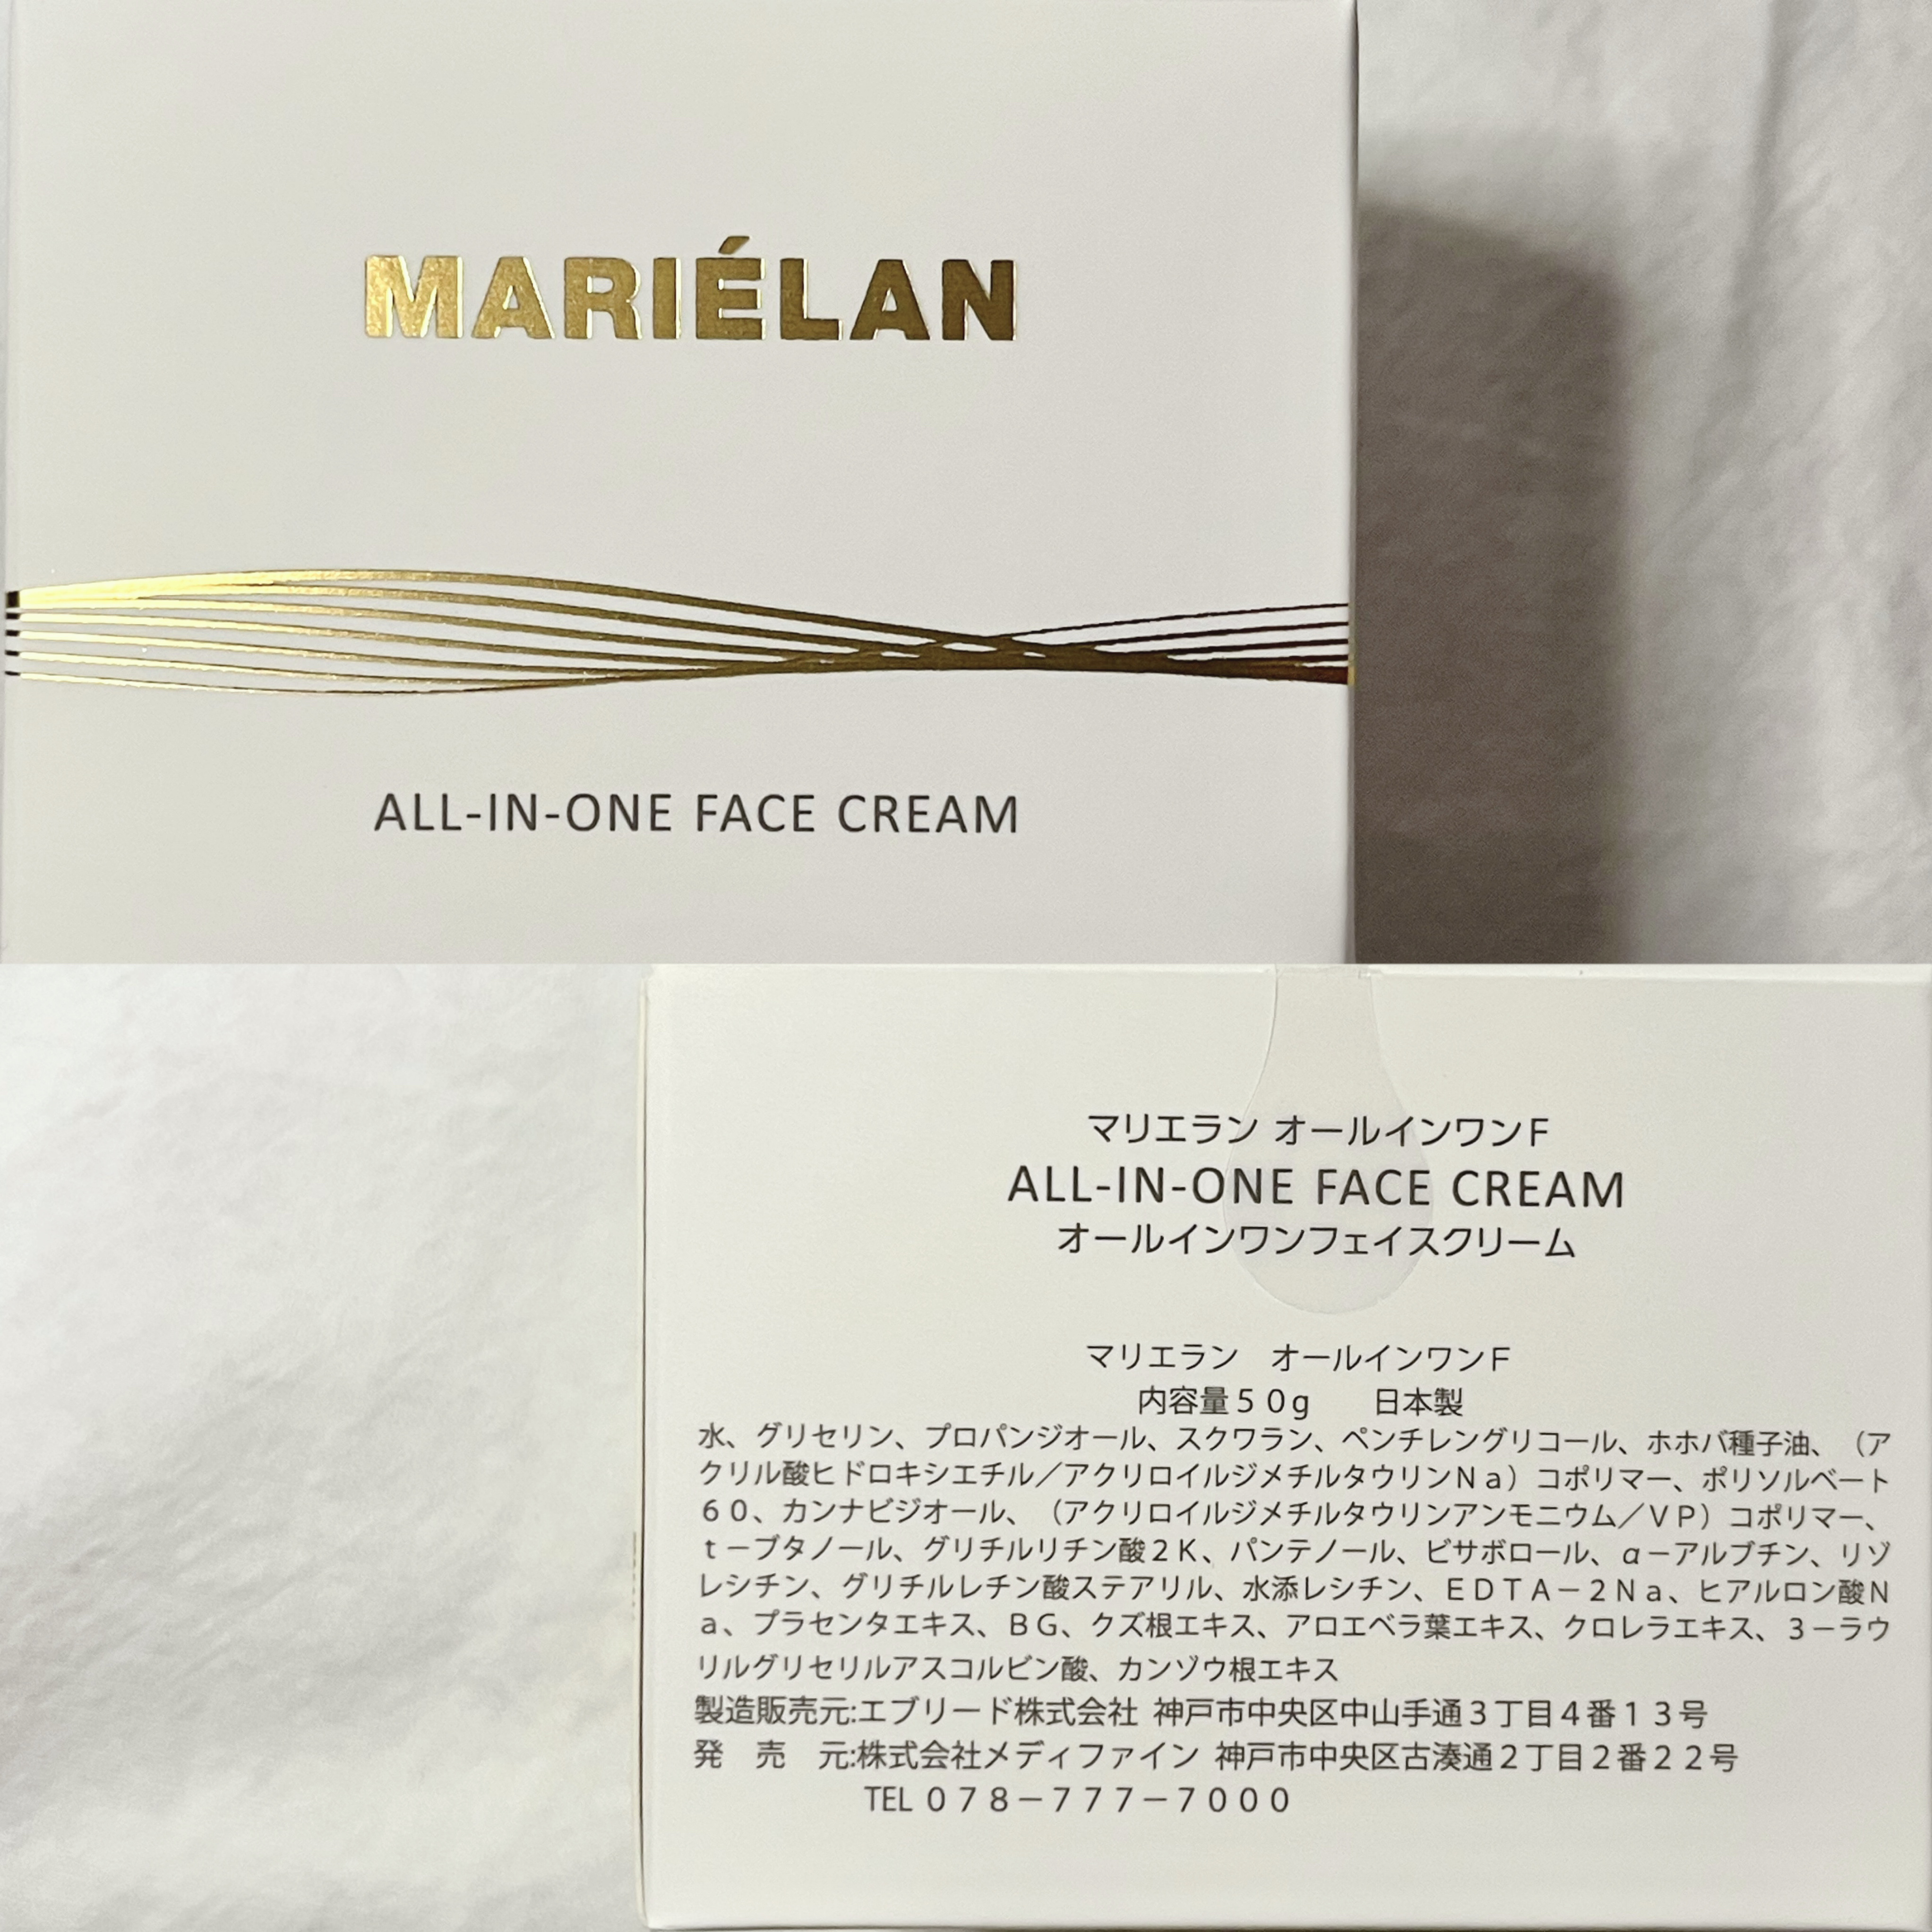 MARIÉLAN
ALL-IN-ONE FACE CREAM
マリエラン オールインワンF
ALL-IN-ONE FACE CREAM
オールインワンフェイスクリーム
マリエラン　オールインワンF
内容量５０g　　日本製
水、グリセリン、プロパンジオール、スクワラン、ペンチレングリコール、ホホバ種子油、（ア
クリル酸ヒドロキシエチル／アクリロイルジメチルタウリンＮａ）コポリマー、ポリソルベート
６０、カンナビジオール、（アクリロイルジメチルタウリンアンモニウム／ＶＰ）コポリマー、
ｔ－ブタノール、グリチルリチン酸２Ｋ、パンテノール、ビサボロール、α－アルブチン、リゾ
レシチン、グリチルレチン酸ステアリル、水添レシチン、ＥＤＴＡ－２Ｎａ、ヒアルロン酸Ｎ
ａ、プラセンタエキス、ＢＧ、クズ根エキス、アロエベラ葉エキス、クロレラエキス、３－ラウ
リルグリセリルアスコルビン酸、カンゾウ根エキス
製造販売元:エブリード株式会社 神戸市中央区中山手通３丁目４番１３号
発　売　元:株式会社メディファイン 神戸市中央区古湊通２丁目２番２２号
TEL ０７８－７７７－７０００